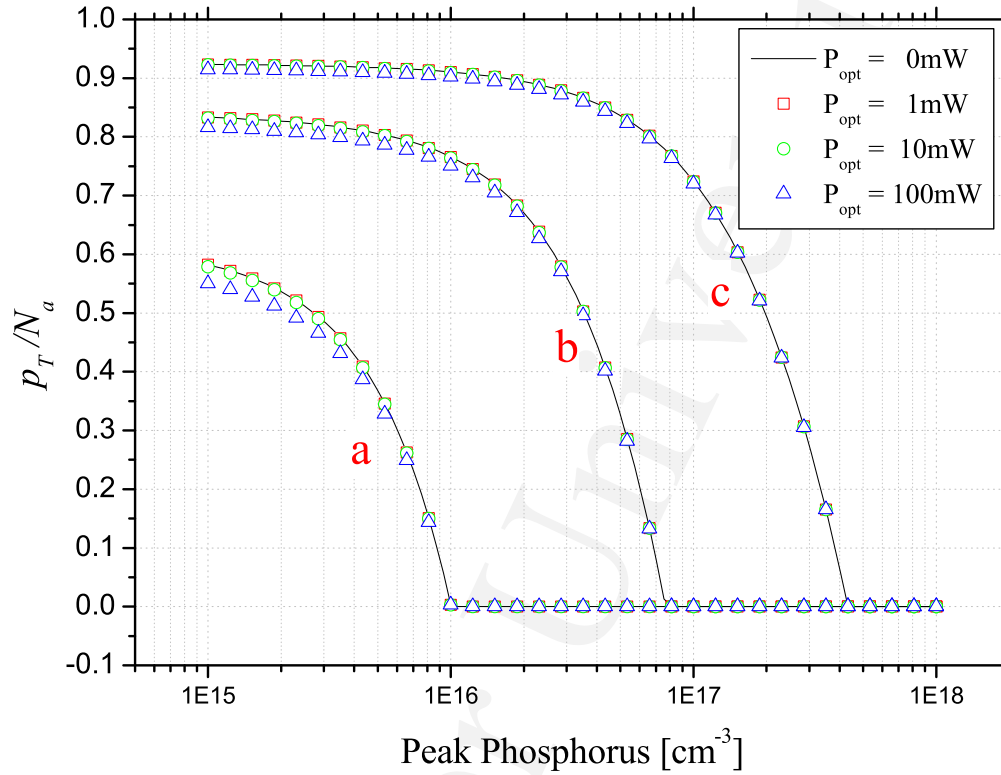 1.0
0.9
0.8
0.7
0.6
0.5
0.4
0.3
0.2
0.1
0.0
-0.1
p_T/N_a
P_opt = 0mW
P_opt = 1mW
P_opt = 10mW
P_opt = 100mW
a
b
c
1E15 1E16 1E17 1E18
Peak Phosphorus [cm^-3]
r Unive